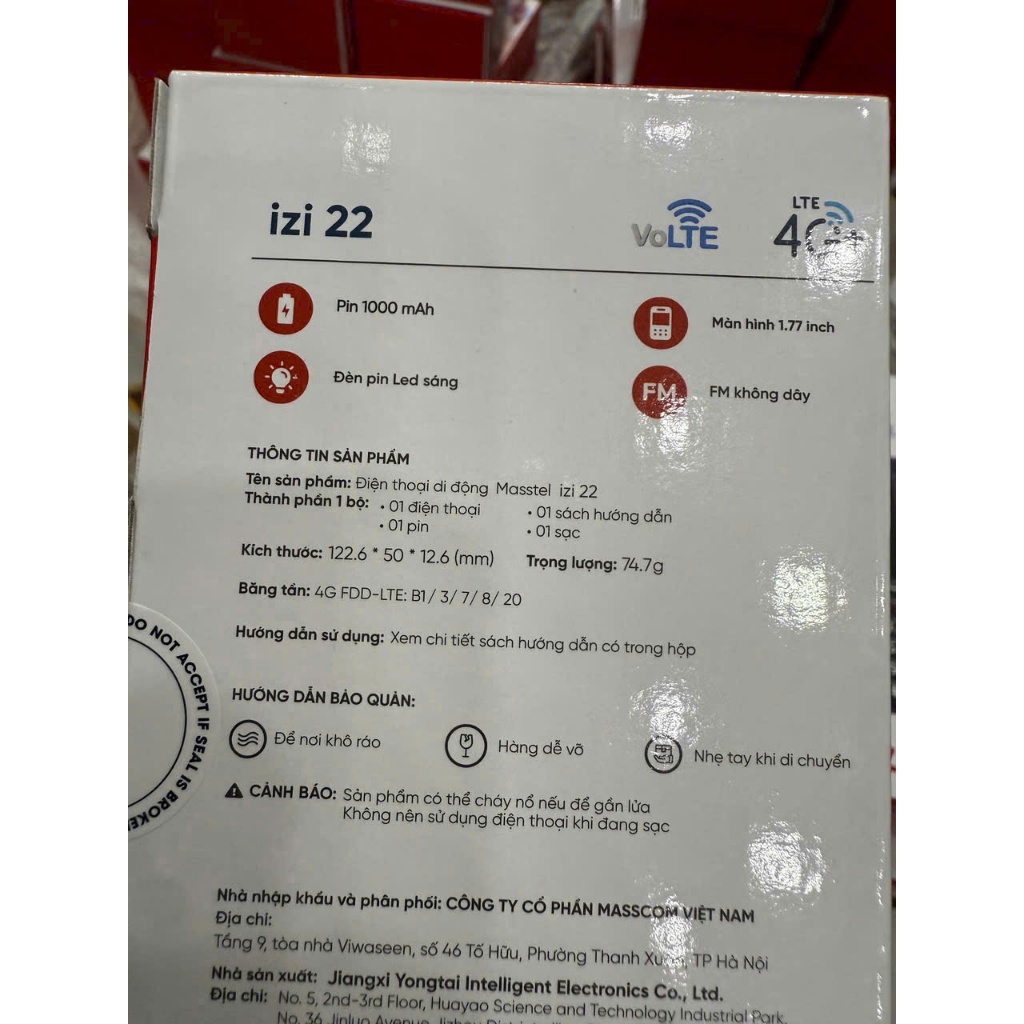 izi 22
VoLTE
LTE
4G+
Pin 1000 mAh
Màn hình 1.77 inch
Đèn pin Led sáng
FM
FM không dây
THÔNG TIN SẢN PHẨM
Tên sản phẩm: Điện thoại di động Masstel izi 22
Thành phần 1 bộ: • 01 điện thoại • 01 sách hướng dẫn
• 01 pin • 01 sạc
Kích thước: 122.6 * 50 * 12.6 (mm) Trọng lượng: 74.7g
Băng tần: 4G FDD-LTE: B1/ 3/ 7/ 8/ 20
Hướng dẫn sử dụng: Xem chi tiết sách hướng dẫn có trong hộp
DO NOT ACCEPT IF SEAL IS BROKE
HƯỚNG DẪN BẢO QUẢN:
Để nơi khô ráo
Hàng dễ vỡ
Nhẹ tay khi di chuyển
CẢNH BÁO: Sản phẩm có thể cháy nổ nếu để gần lửa
Không nên sử dụng điện thoại khi đang sạc
Nhà nhập khẩu và phân phối: CÔNG TY CỔ PHẦN MASSCOM VIỆT NAM
Địa chỉ:
Tầng 9, tòa nhà Viwaseen, số 46 Tố Hữu, Phường Thanh TP Hà Nội
Nhà sản xuất: Jiangxi Yongtai Intelligent Electronics Co., Ltd.
Địa chỉ: No. 5, 2nd-3rd Floor, Huayao Science and Technology Industrial Park,
No. 36 Jinluo Avenue, Jizhou